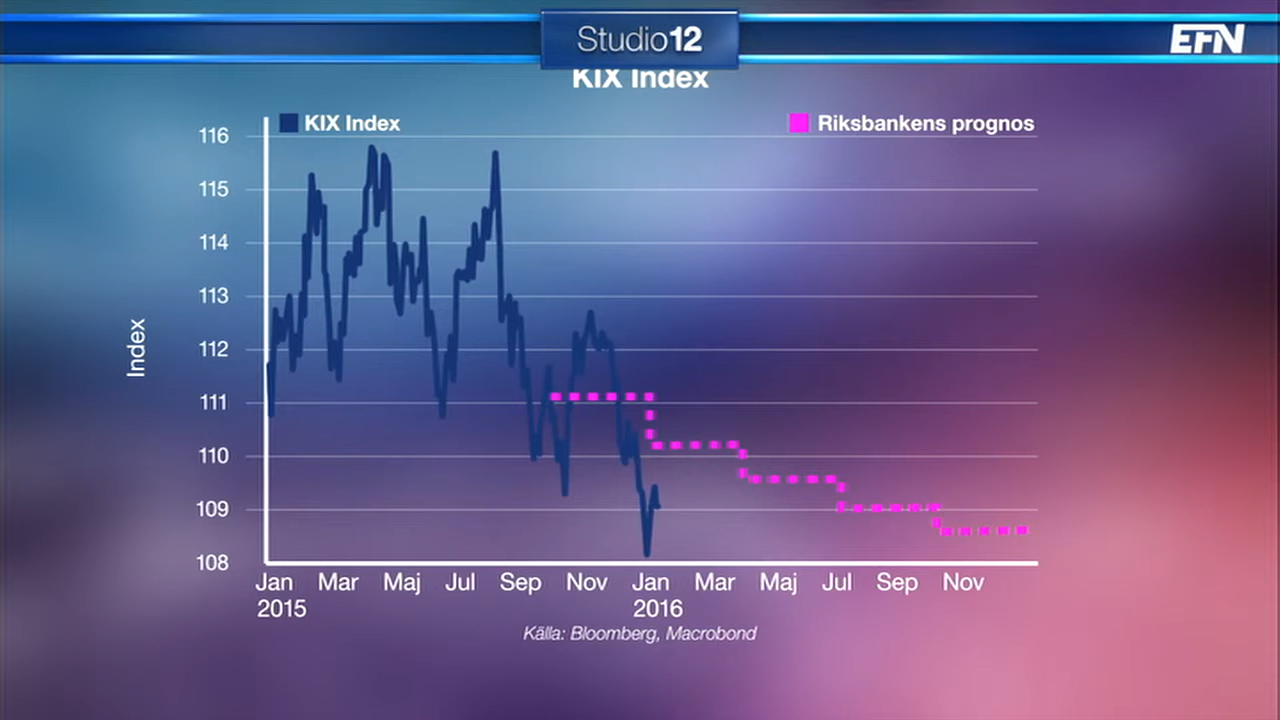 Studio12
EFN
KIX Index
KIX Index
Riksbankens prognos
116
115
114
113
112
111
110
109
108
Index
Jan Mar Maj Jul Sep Nov Jan Mar Maj Jul Sep Nov
2015 2016
Källa: Bloomberg, Macrobond